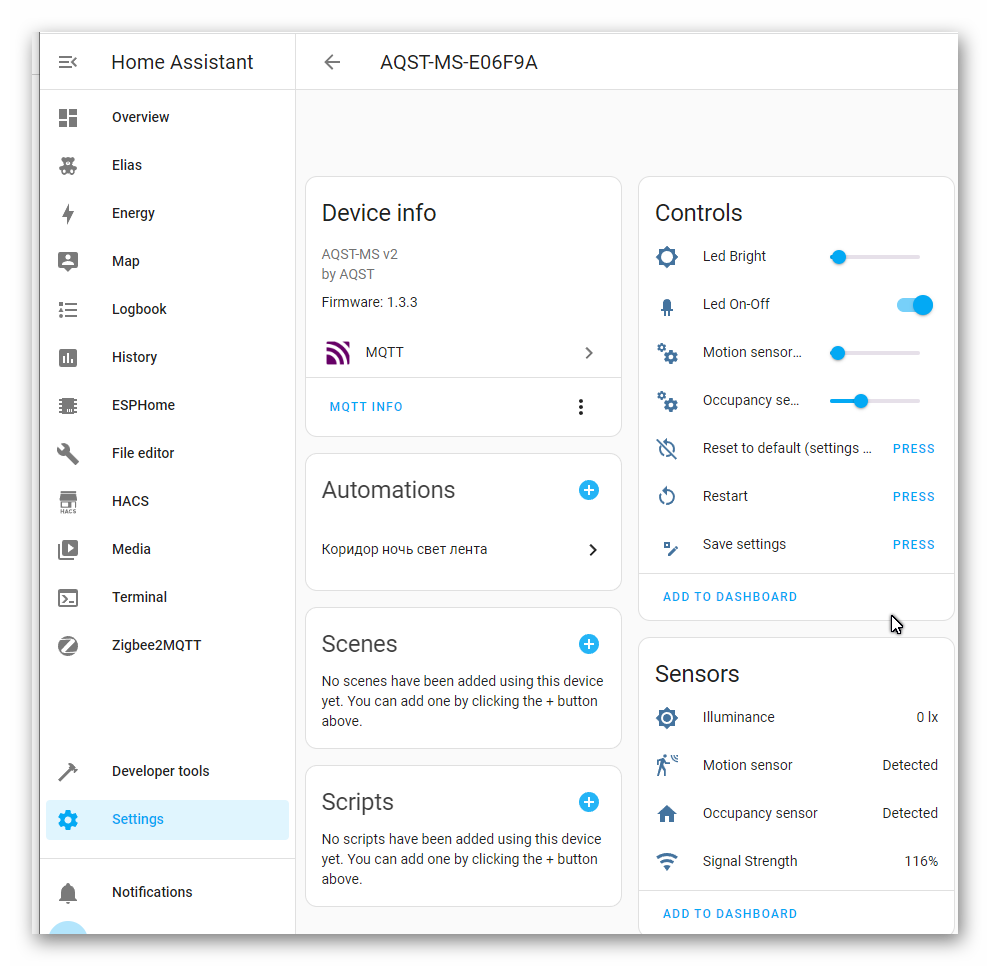 Home Assistant
Overview
Elias
Energy
Map
Logbook
History
ESPHome
File editor
HACS
HACS
Media
Terminal
Zigbee2MQTT
Developer tools
Settings
Notifications
AQST-MS-E06F9A
Device info
AQST-MS v2
by AQST
Firmware: 1.3.3
MQTT
MQTT INFO
Automations
Коридор ночь свет лента
Scenes
No scenes have been added using this device
yet. You can add one by clicking the + button
above.
Scripts
No scripts have been added using this device
yet. You can add one by clicking the + button
above.
Controls
Led Bright
Led On-Off
Motion sensor...
Occupancy se...
Reset to default (settings ... PRESS
Restart PRESS
Save settings PRESS
ADD TO DASHBOARD
Sensors
Illuminance 0 lx
Motion sensor Detected
Occupancy sensor Detected
Signal Strength 116%
ADD TO DASHBOARD